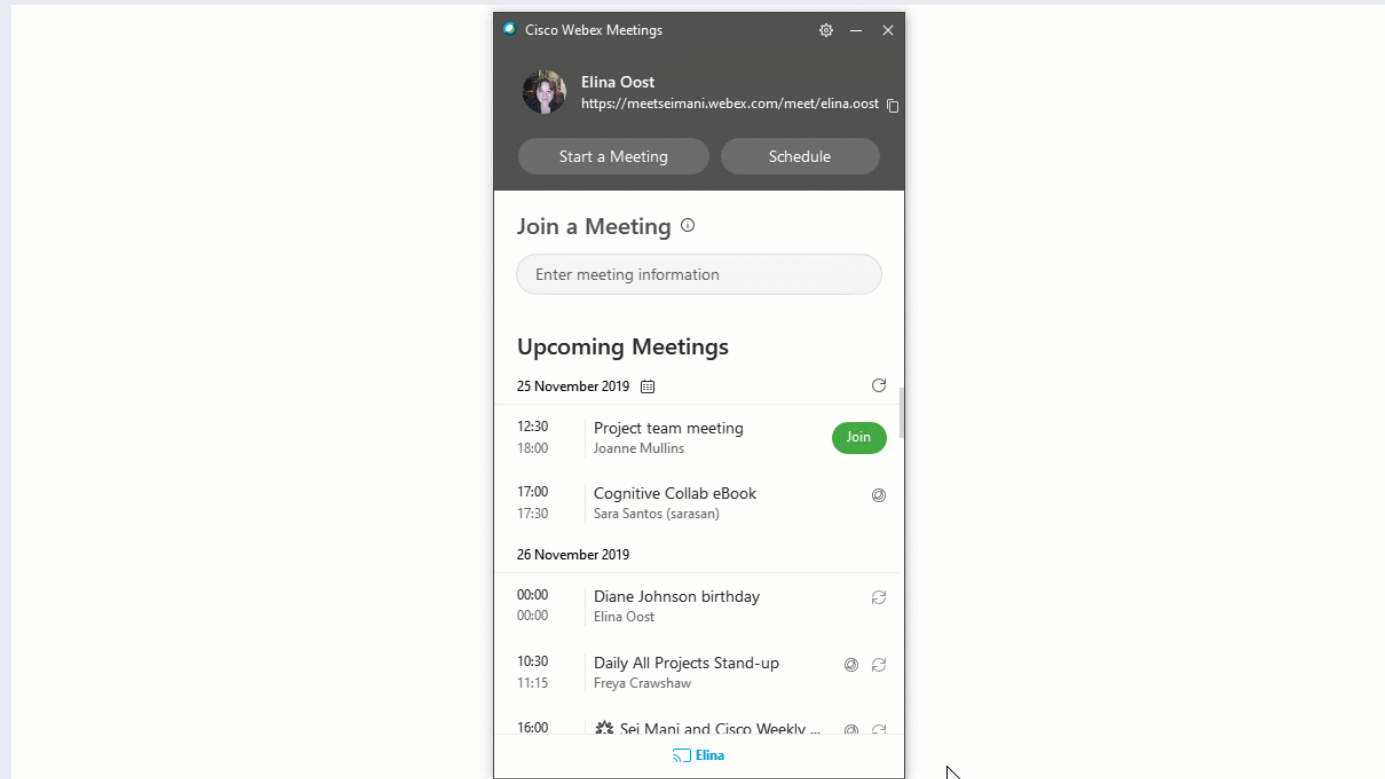 Cisco Webex Meetings
Elina Oost
https://meetseimani.webex.com/meet/elina.oost
Start a Meeting Schedule
Join a Meeting
Enter meeting information
Upcoming Meetings
25 November 2019
12:30 Project team meeting Join
18:00 Joanne Mullins
17:00 Cognitive Collab eBook
17:30 Sara Santos (sarasan)
26 November 2019
00:00 Diane Johnson birthday
00:00 Elina Oost
10:30 Daily All Projects Stand-up
11:15 Freya Crawshaw
16:00 Sei Mani and Cisco Weekly ...
Elina